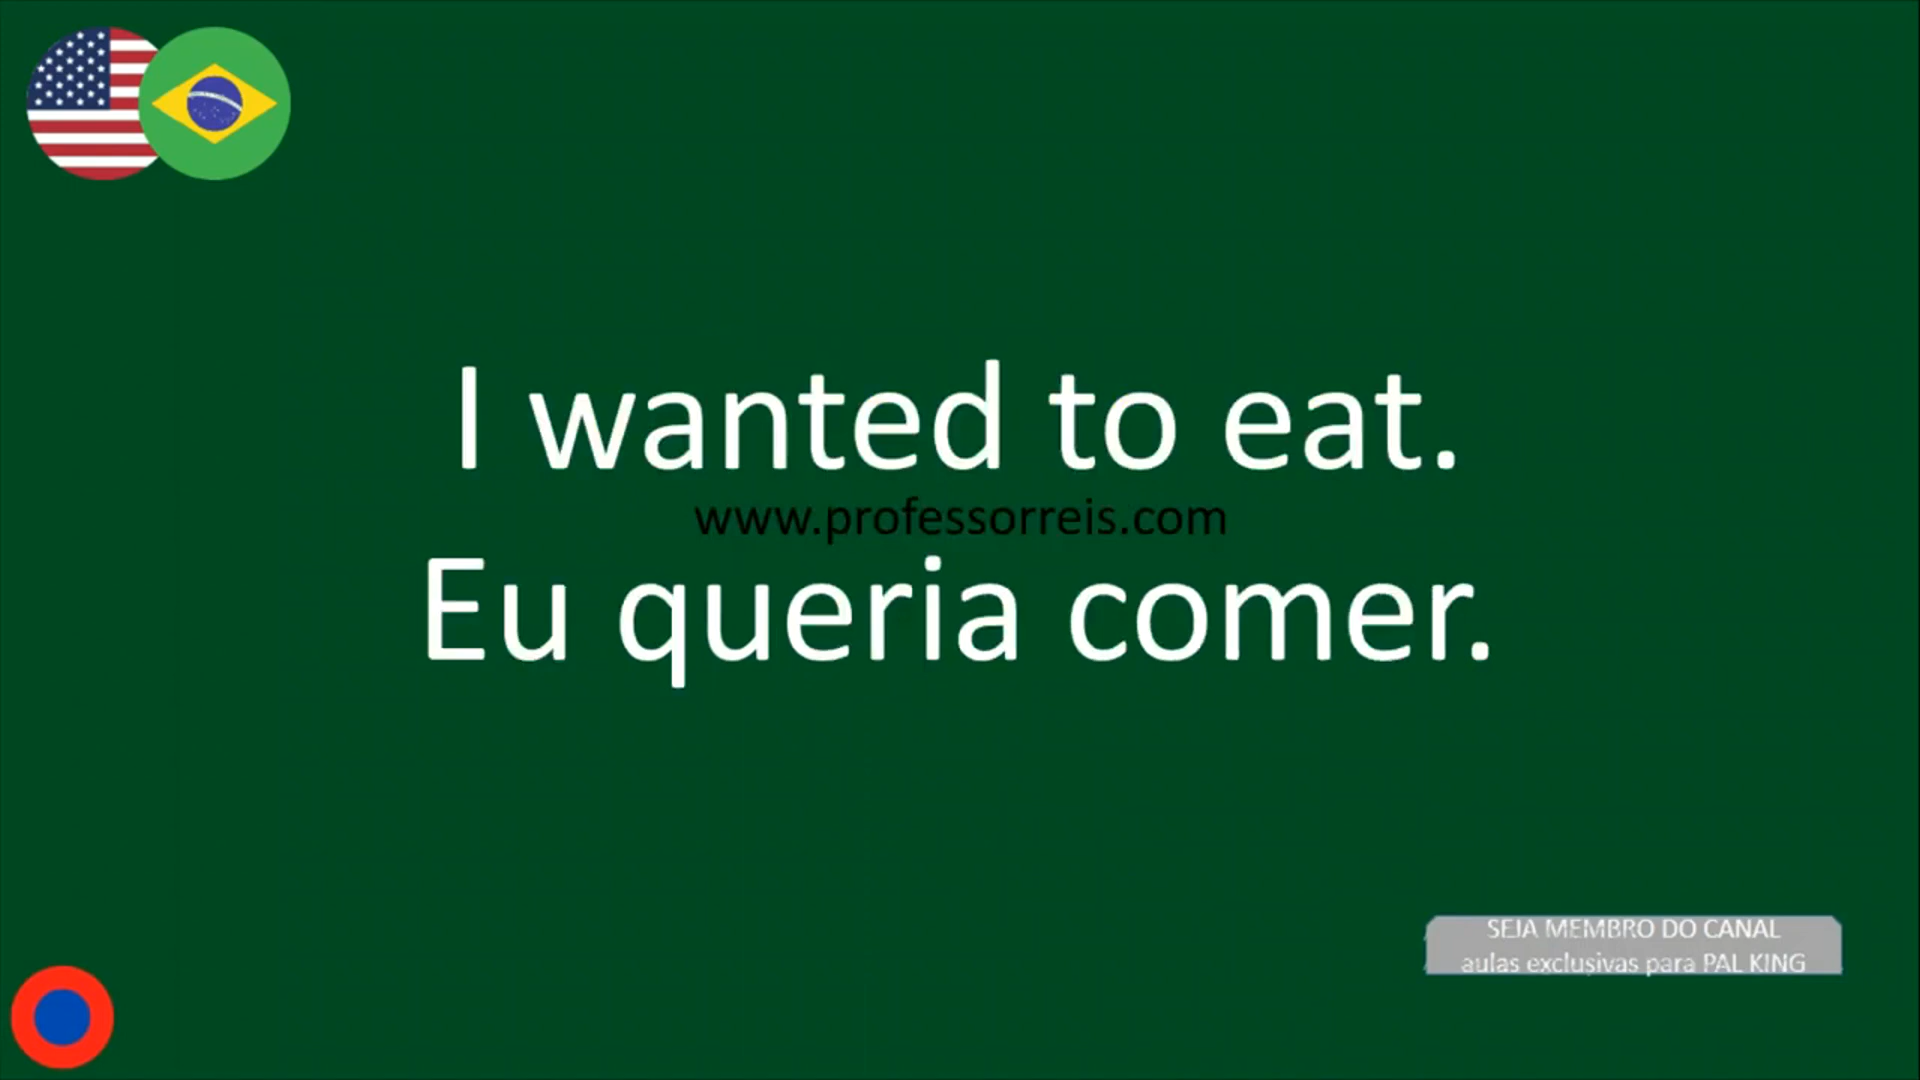 I wanted to eat.
www.professorreis.com
Eu queria comer.
SEJA MEMBRO DO CANAL
aulas exclusivas para PAL KING